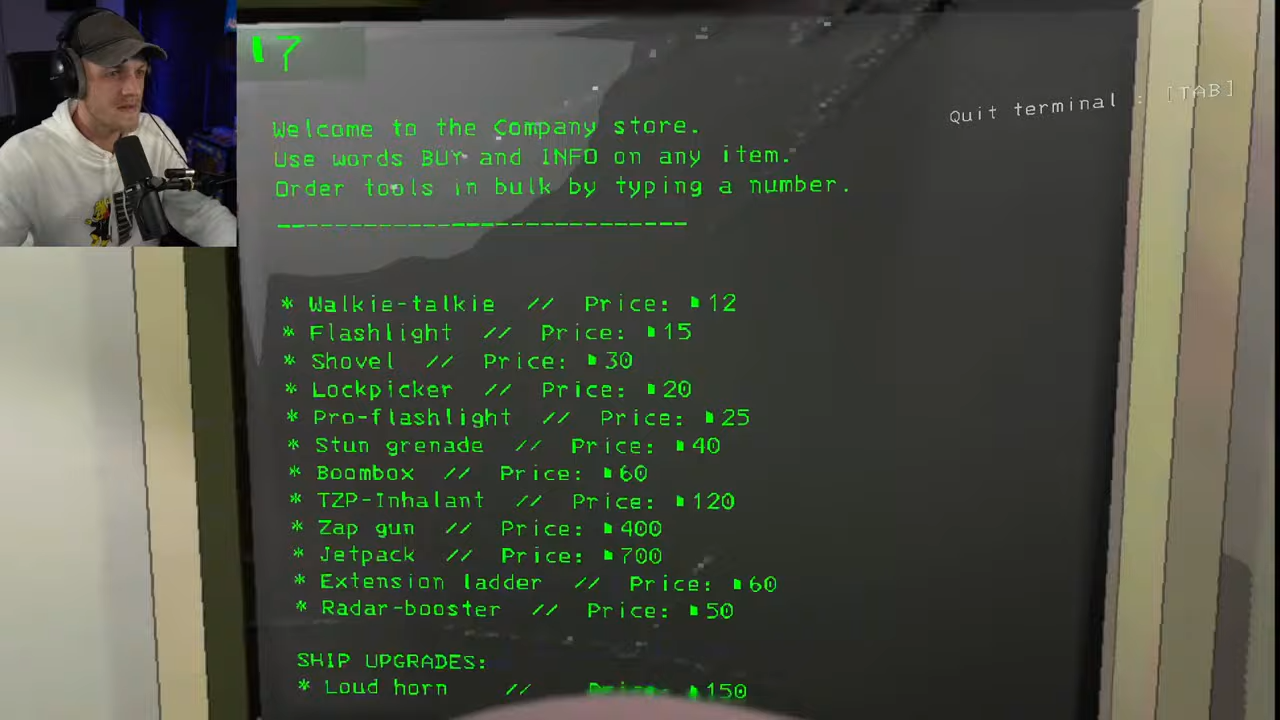 7
Quit terminal : [TAB]
Welcome to the Company store.
Use words BUY and INFO on any item.
Order tools in bulk by typing a number.
----------------------------
* Walkie-talkie // Price: ▮12
* Flashlight // Price: ▮15
* Shovel // Price: ▮30
* Lockpicker // Price: ▮20
* Pro-flashlight // Price: ▮25
* Stun grenade // Price: ▮40
* Boombox // Price: ▮60
* TZP-Inhalant // Price: ▮120
* Zap gun // Price: ▮400
* Jetpack // Price: ▮700
* Extension ladder // Price: ▮60
* Radar-booster // Price: ▮50
SHIP UPGRADES:
* Loud horn // Price: ▮150